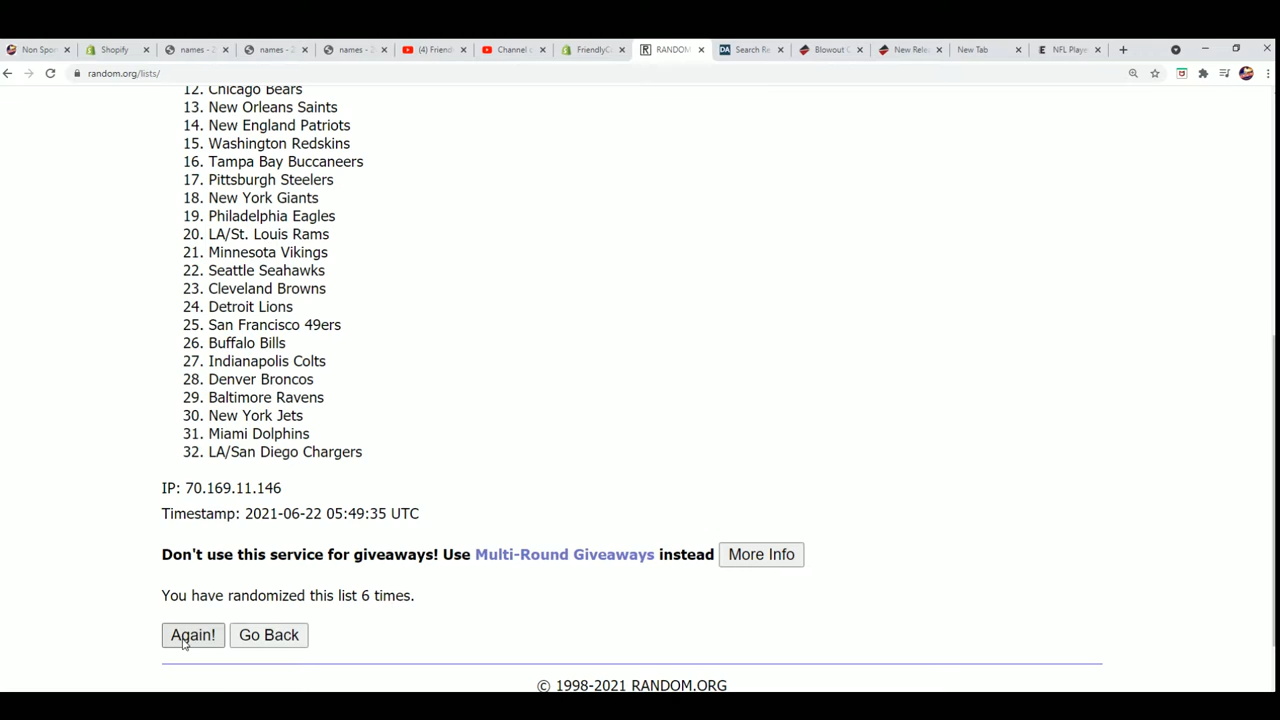 Non Spor
Shopify
names - 2
names - 2
names - 2
(4) Friend
Channel c
FriendlyC
RANDOM
DA
Search Re
Blowout C
New Rele
New Tab
E
NFL Playe
random.org/lists/
12. Chicago Bears
13. New Orleans Saints
14. New England Patriots
15. Washington Redskins
16. Tampa Bay Buccaneers
17. Pittsburgh Steelers
18. New York Giants
19. Philadelphia Eagles
20. LA/St. Louis Rams
21. Minnesota Vikings
22. Seattle Seahawks
23. Cleveland Browns
24. Detroit Lions
25. San Francisco 49ers
26. Buffalo Bills
27. Indianapolis Colts
28. Denver Broncos
29. Baltimore Ravens
30. New York Jets
31. Miami Dolphins
32. LA/San Diego Chargers
IP: 70.169.11.146
Timestamp: 2021-06-22 05:49:35 UTC
Don't use this service for giveaways! Use Multi-Round Giveaways instead More Info
You have randomized this list 6 times.
Again! Go Back
© 1998-2021 RANDOM.ORG